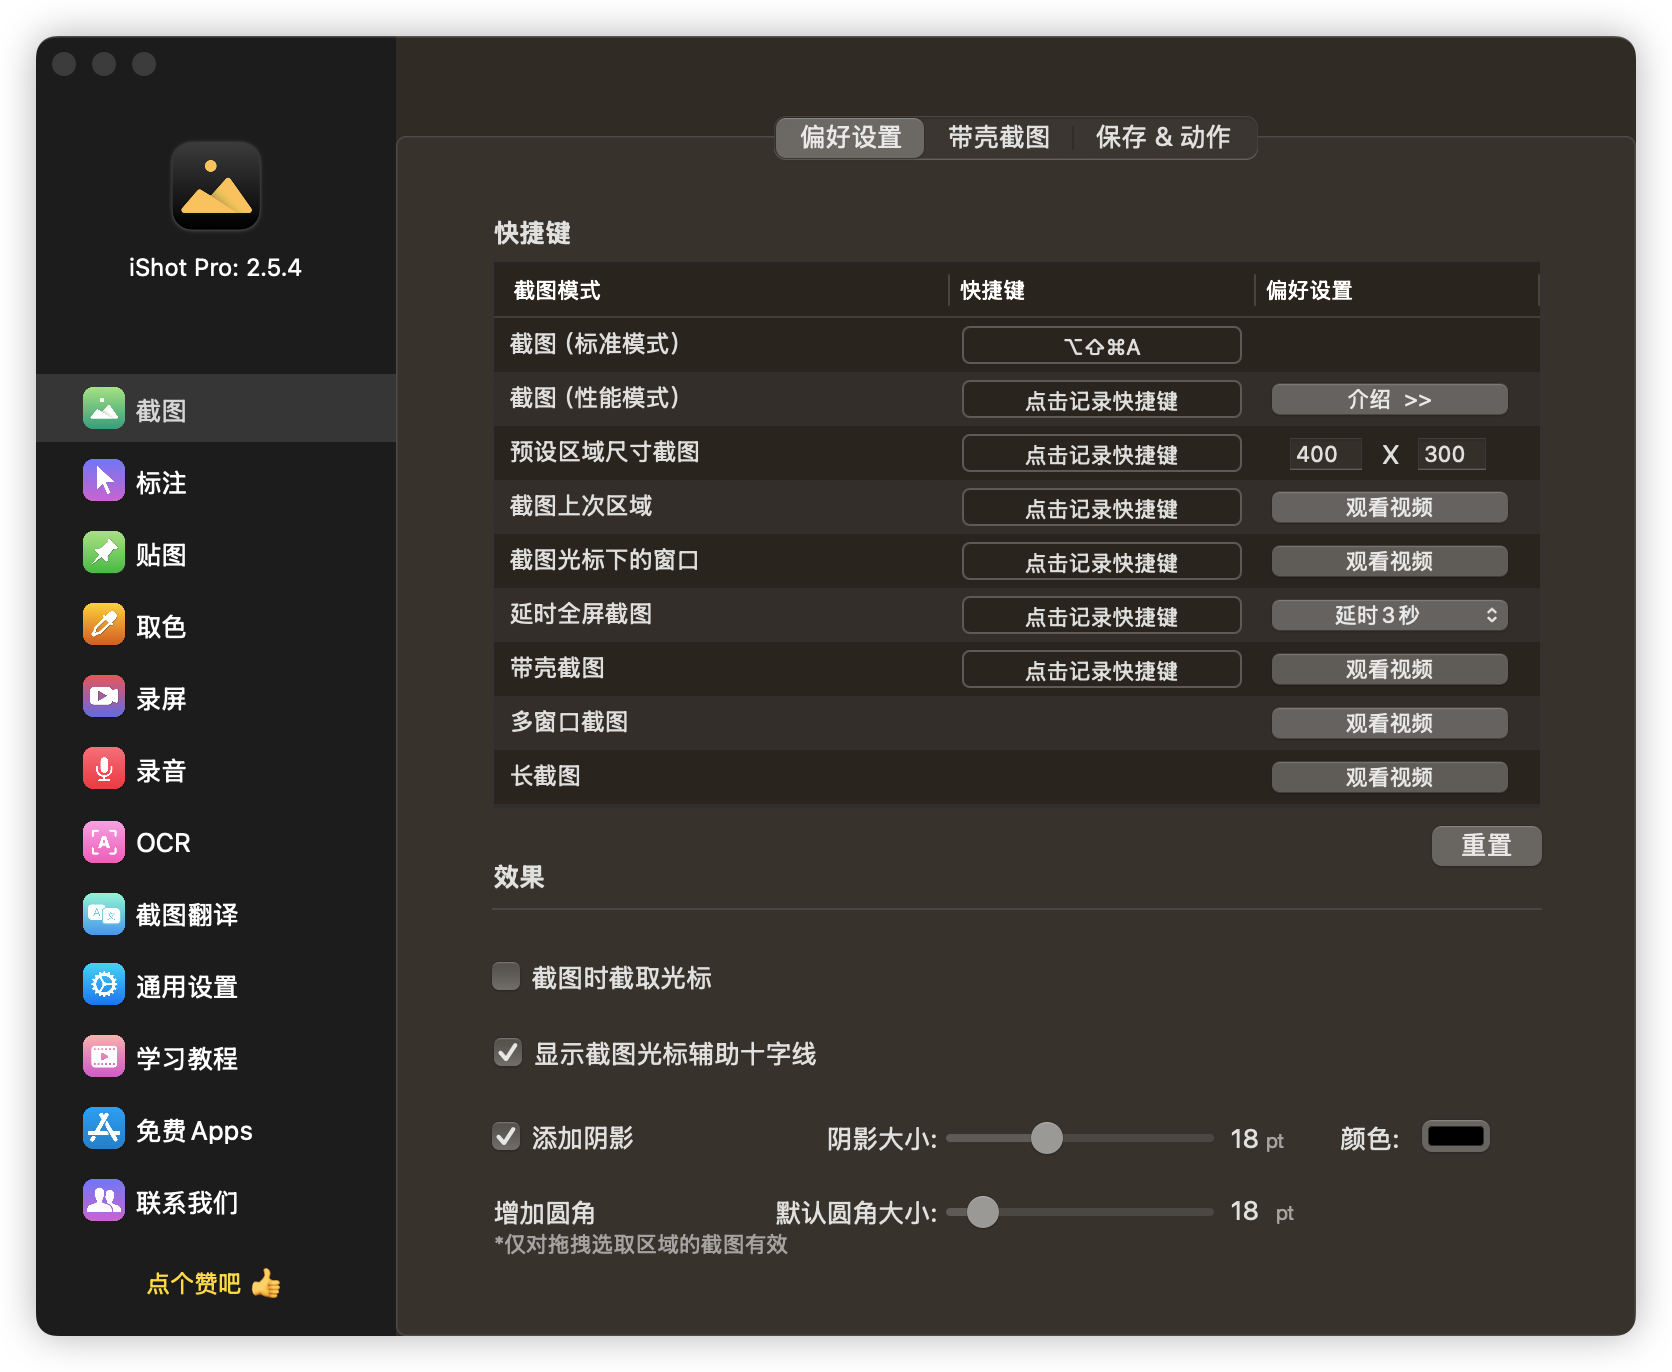 iShot Pro: 2.5.4
截图
标注
贴图
取色
录屏
录音
OCR
截图翻译
通用设置
学习教程
免费 Apps
联系我们
点个赞吧 👍
偏好设置 带壳截图 保存 & 动作
快捷键
截图模式 快捷键 偏好设置
截图 (标准模式) ⌥⇧⌘A
截图 (性能模式) 点击记录快捷键 介绍 >>
预设区域尺寸截图 点击记录快捷键 400 X 300
截图上次区域 点击记录快捷键 观看视频
截图光标下的窗口 点击记录快捷键 观看视频
延时全屏截图 点击记录快捷键 延时 3 秒
带壳截图 点击记录快捷键 观看视频
多窗口截图 观看视频
长截图 观看视频
重置
效果
截图时截取光标
显示截图光标辅助十字线
添加阴影 阴影大小: 18 pt 颜色:
增加圆角 默认圆角大小: 18 pt
*仅对拖拽选取区域的截图有效